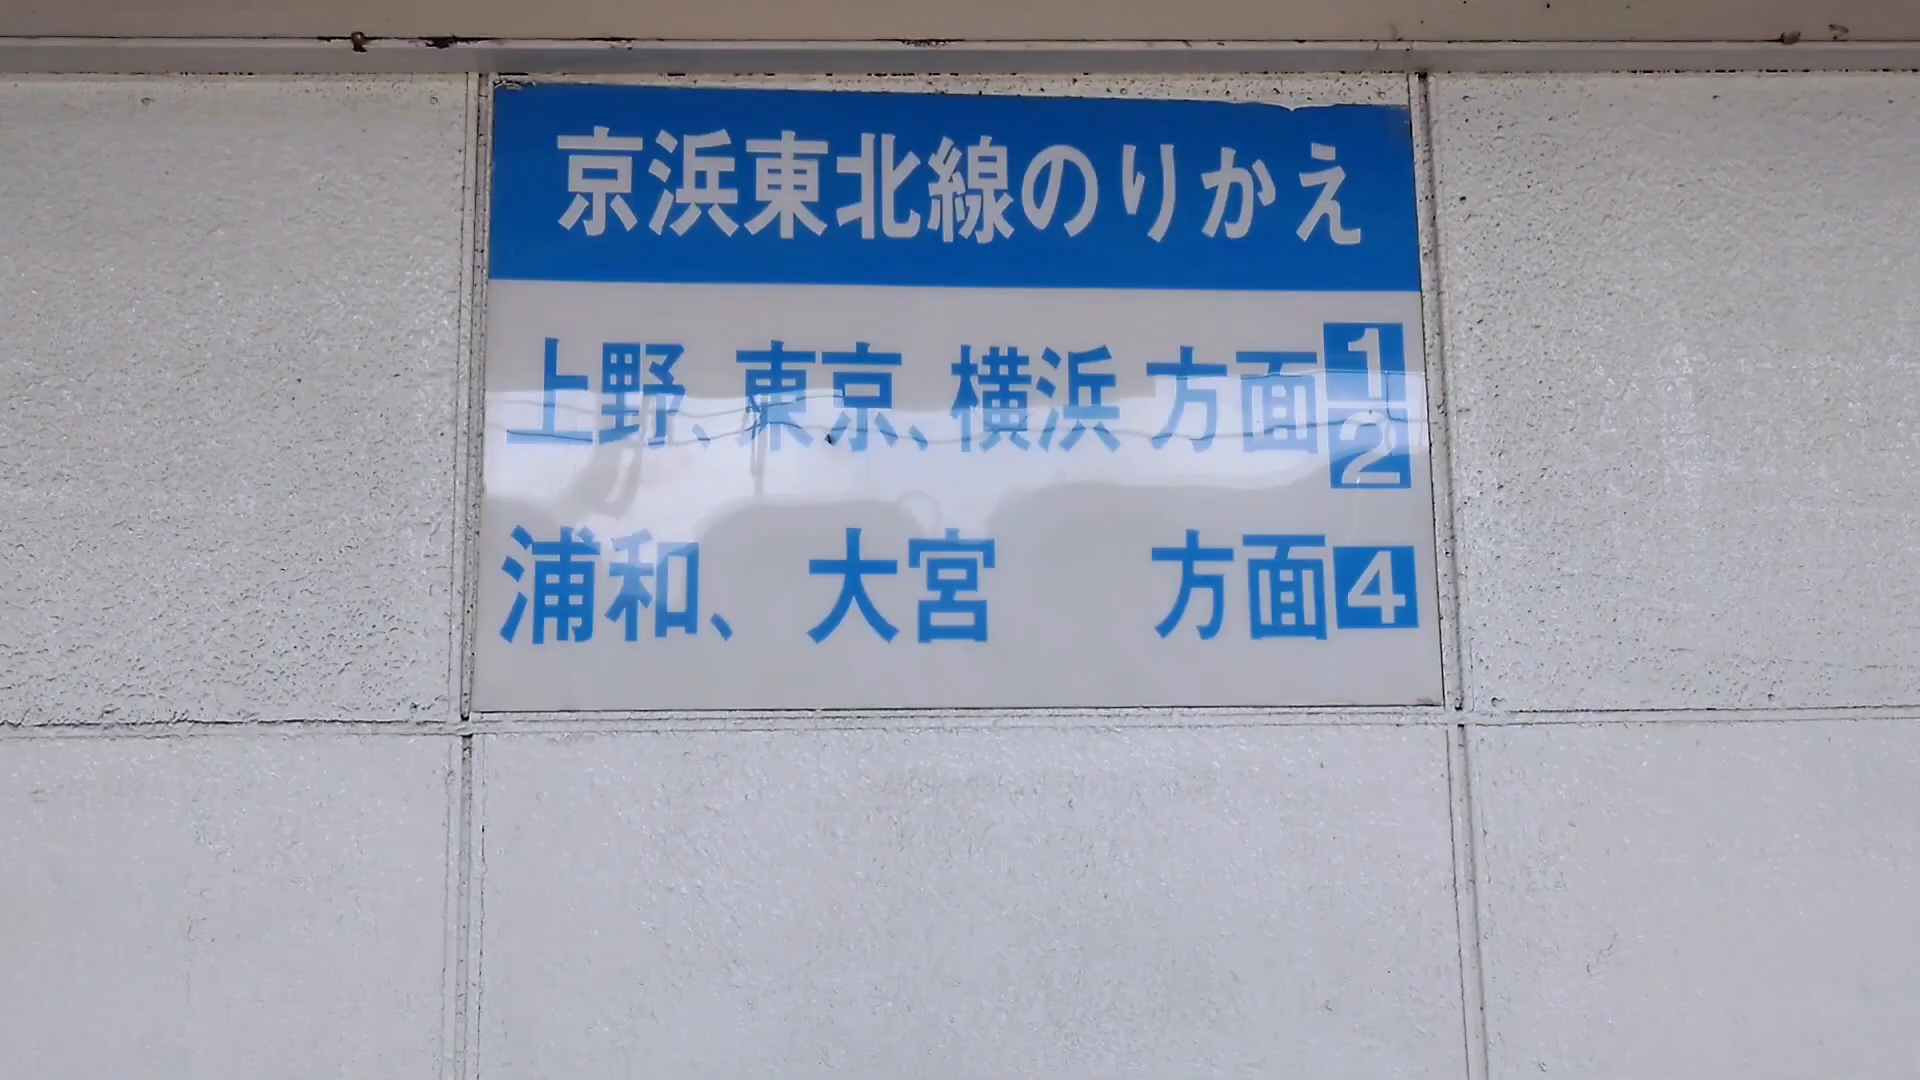 京浜東北線のりかえ
上野、東京、横浜 方面 1 2
浦和、大宮 方面 4